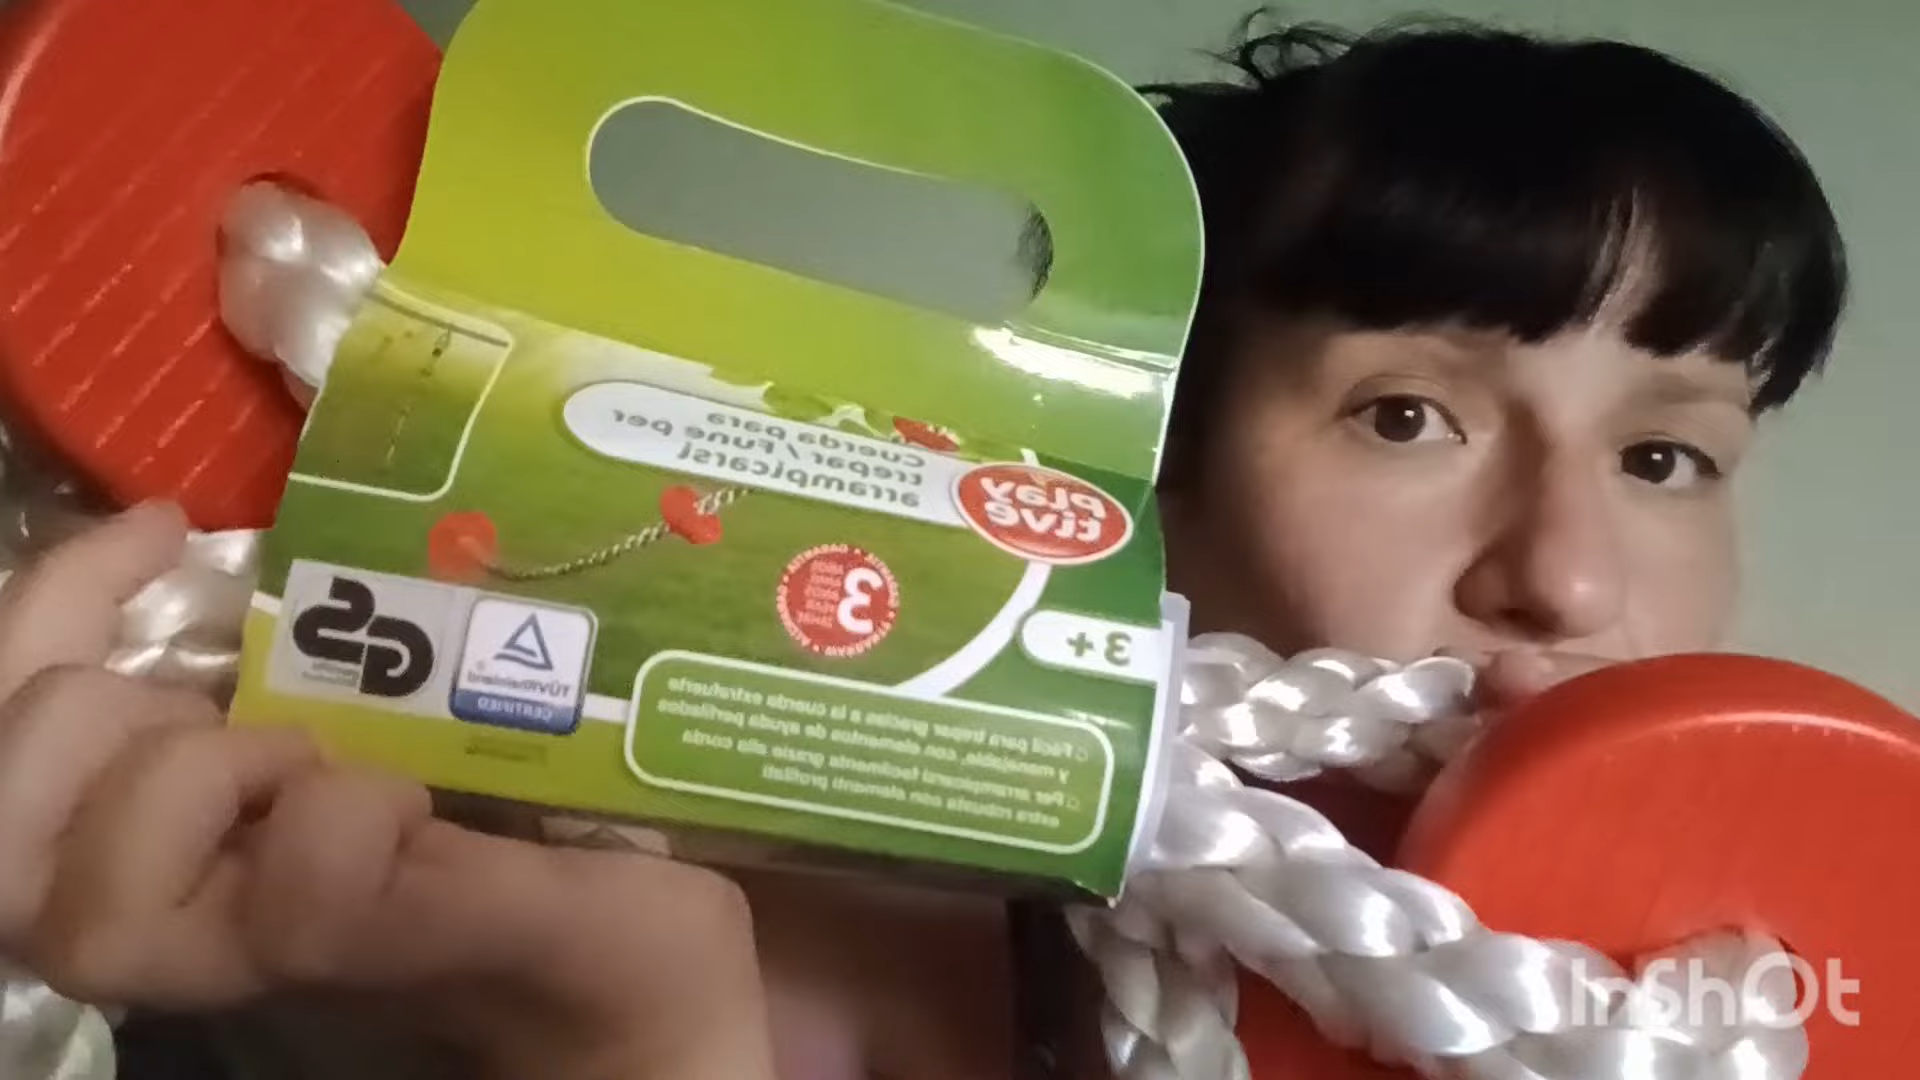 Cuerda para
trepar / Fune per
arrampicarsi
play
tive
3
3+
GS
TÜVRheinland
CERTIFIED
Fácil para trepar gracias a la cuerda extrafuerte
y manejable, con elementos de ayuda perfilados
Per arrampicarsi facilmente grazie alla corda
extra robusta con elementi profilati
InShOt